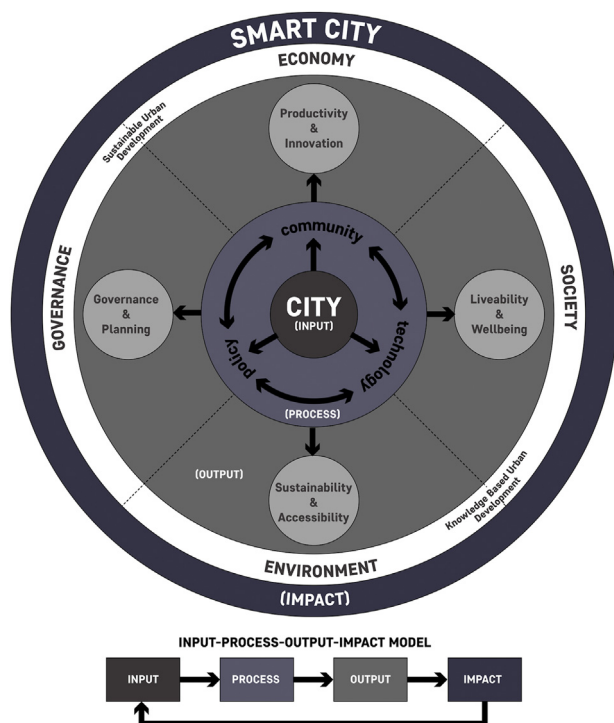 SMART CITY
ECONOMY
Sustainable Urban
Development
Productivity
&
Innovation
community
GOVERNANCE
Governance
&
Planning
CITY
(INPUT)
Liveability
&
Wellbeing
SOCIETY
policy
technology
(PROCESS)
(OUTPUT)
Sustainability
&
Accessibility
Knowledge Based Urban
Development
ENVIRONMENT
(IMPACT)
INPUT-PROCESS-OUTPUT-IMPACT MODEL
INPUT
PROCESS
OUTPUT
IMPACT